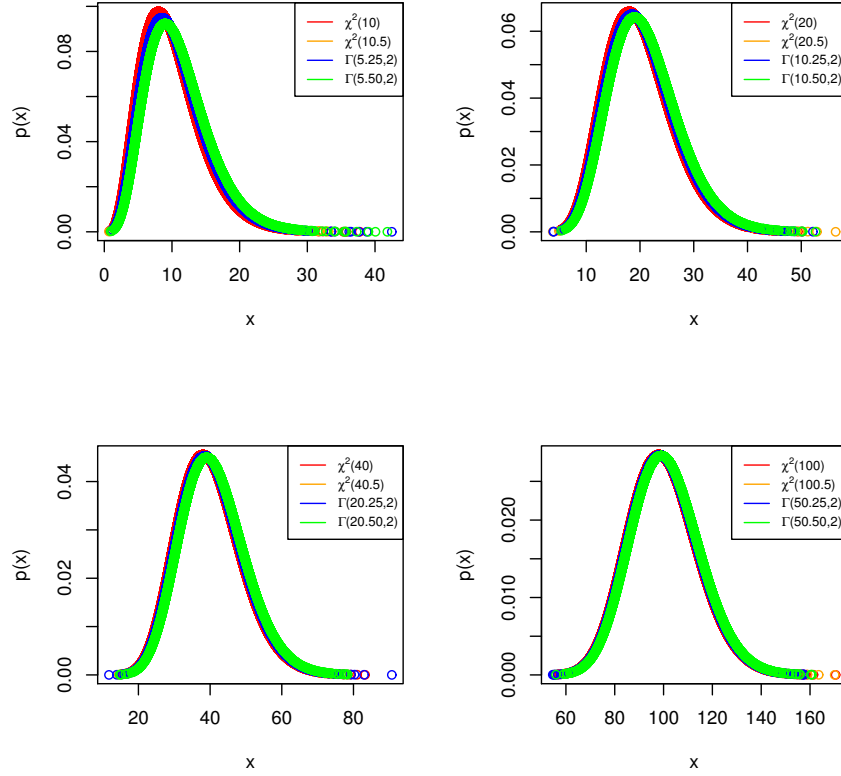 χ²(10)
χ²(10.5)
Γ(5.25,2)
Γ(5.50,2)
p(x)
0.00 0.04 0.08
0 10 20 30 40
x
χ²(20)
χ²(20.5)
Γ(10.25,2)
Γ(10.50,2)
p(x)
0.00 0.02 0.04 0.06
10 20 30 40 50
x
χ²(40)
χ²(40.5)
Γ(20.25,2)
Γ(20.50,2)
p(x)
0.00 0.02 0.04
20 40 60 80
x
χ²(100)
χ²(100.5)
Γ(50.25,2)
Γ(50.50,2)
p(x)
0.000 0.010 0.020
60 80 100 120 140 160
x